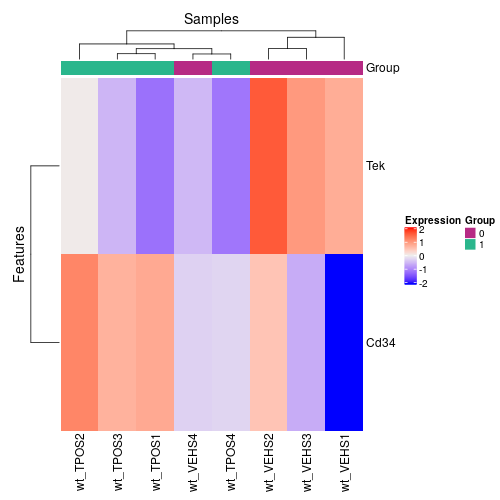 Samples
Group
Tek
Features
Cd34
Expression
2
1
0
-1
-2
Group
0
1
wt_TPOS2
wt_TPOS3
wt_TPOS1
wt_VEHS4
wt_TPOS4
wt_VEHS2
wt_VEHS3
wt_VEHS1